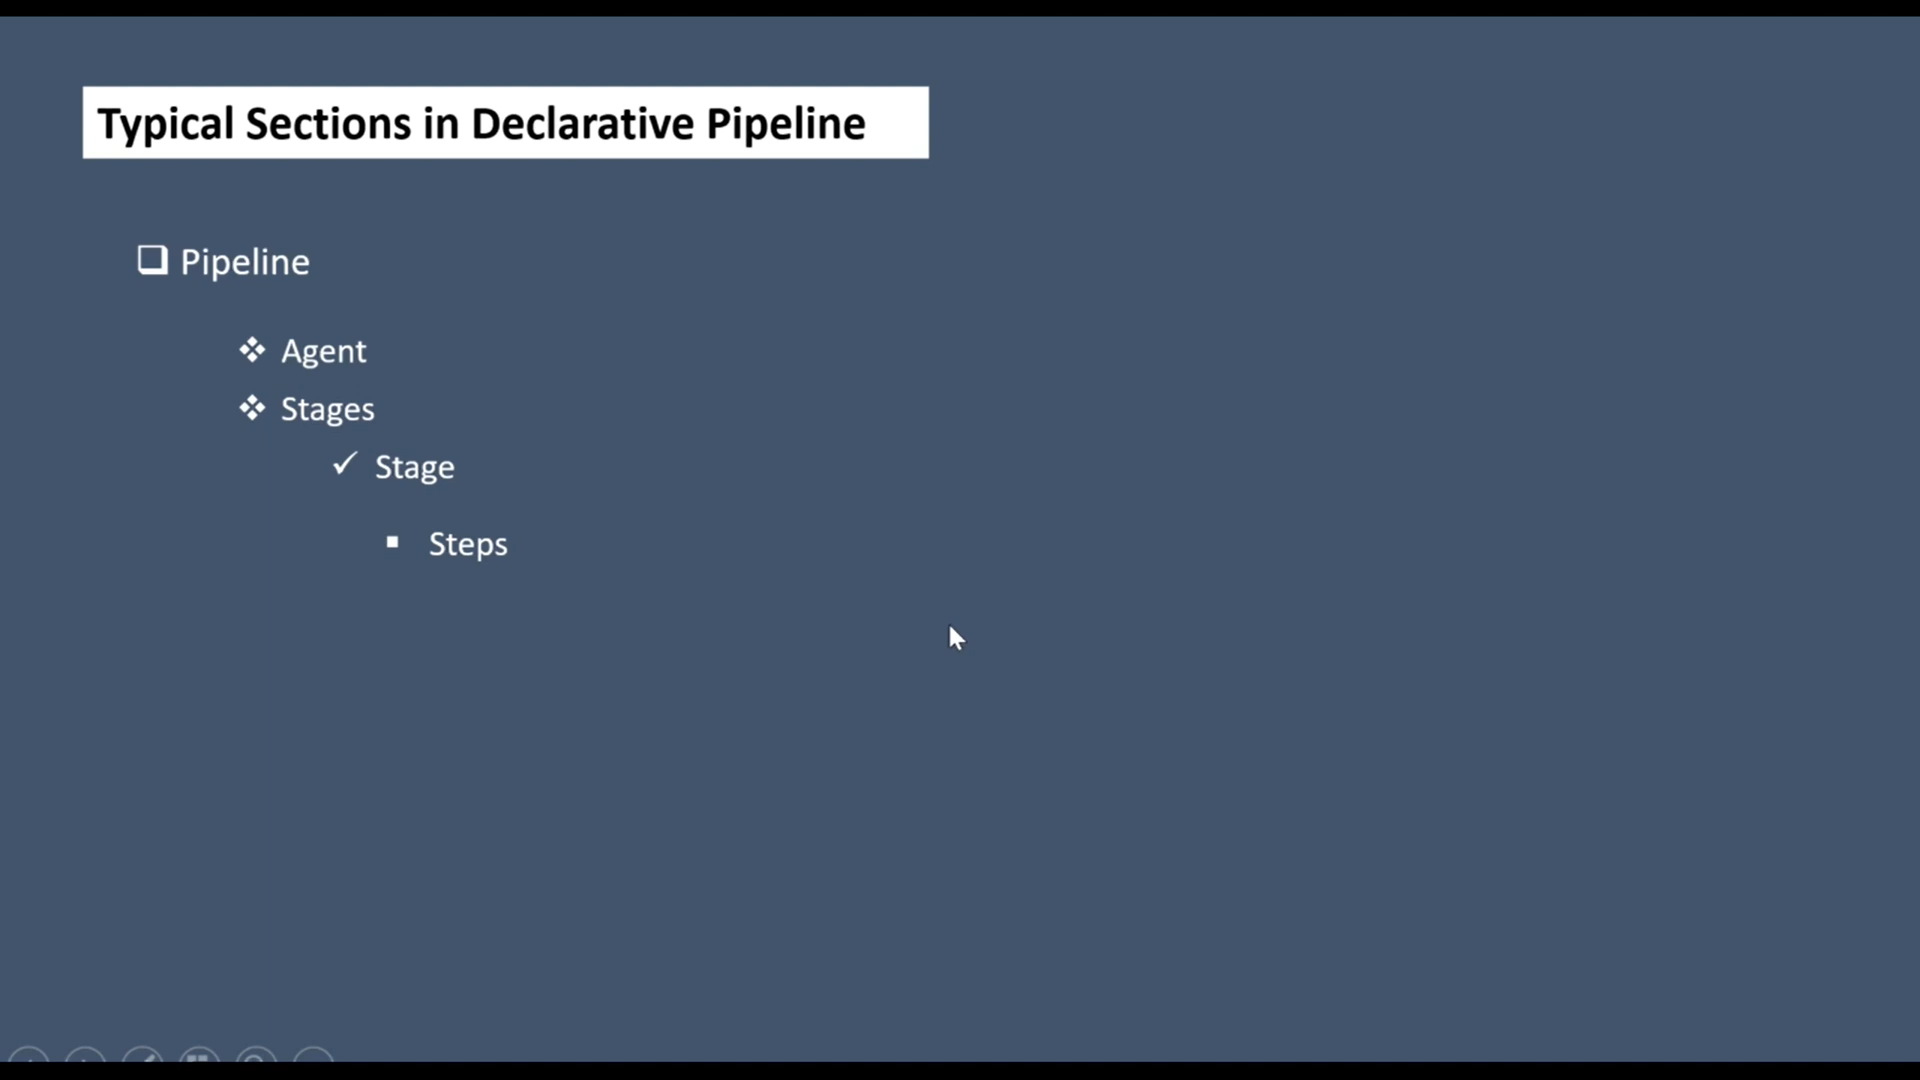 Typical Sections in Declarative Pipeline
Pipeline
Agent
Stages
Stage
Steps